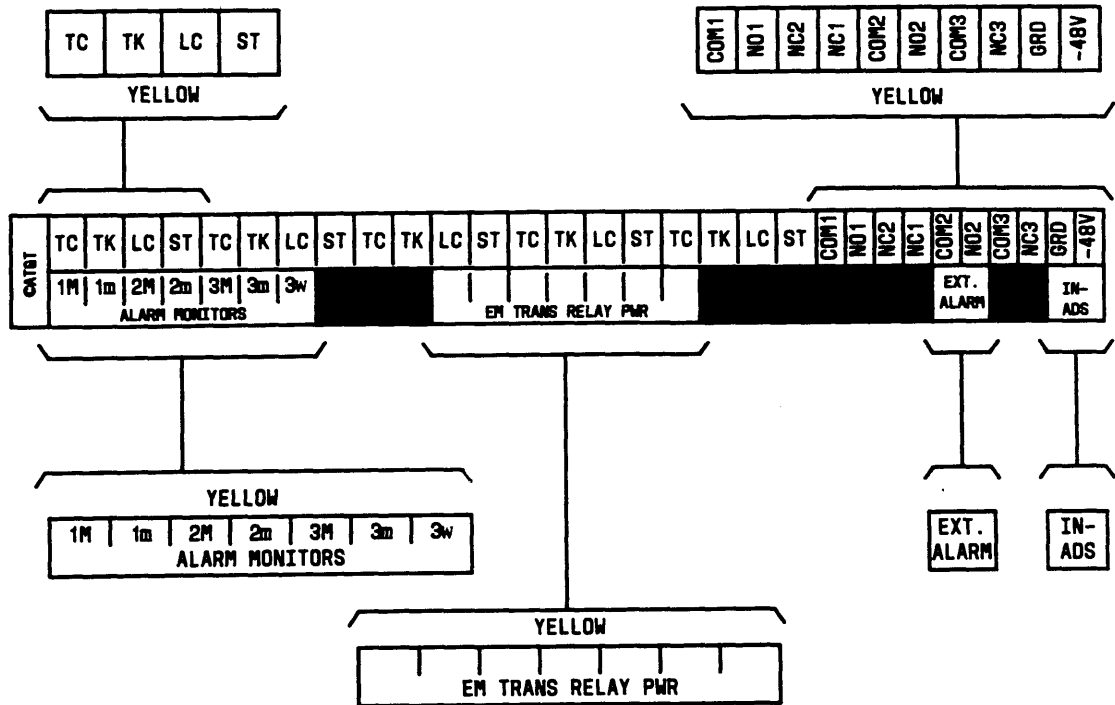 TC TK LC ST
YELLOW
COM1 NO1 NC2 NC1 COM2 NO2 COM3 NC3 GRD -48V
YELLOW
CATGT
TC TK LC ST TC TK LC ST TC TK LC ST TC TK LC ST TC TK LC ST COM1 NO1 NC2 NC1 COM2 NO2 COM3 NC3 GRD -48V
1M 1m 2M 2m 3M 3m 3w
ALARM MONITORS
EM TRANS RELAY PWR
EXT.
ALARM
IN-
ADS
YELLOW
1M 1m 2M 2m 3M 3m 3w
ALARM MONITORS
EXT.
ALARM
IN-
ADS
YELLOW
EM TRANS RELAY PWR